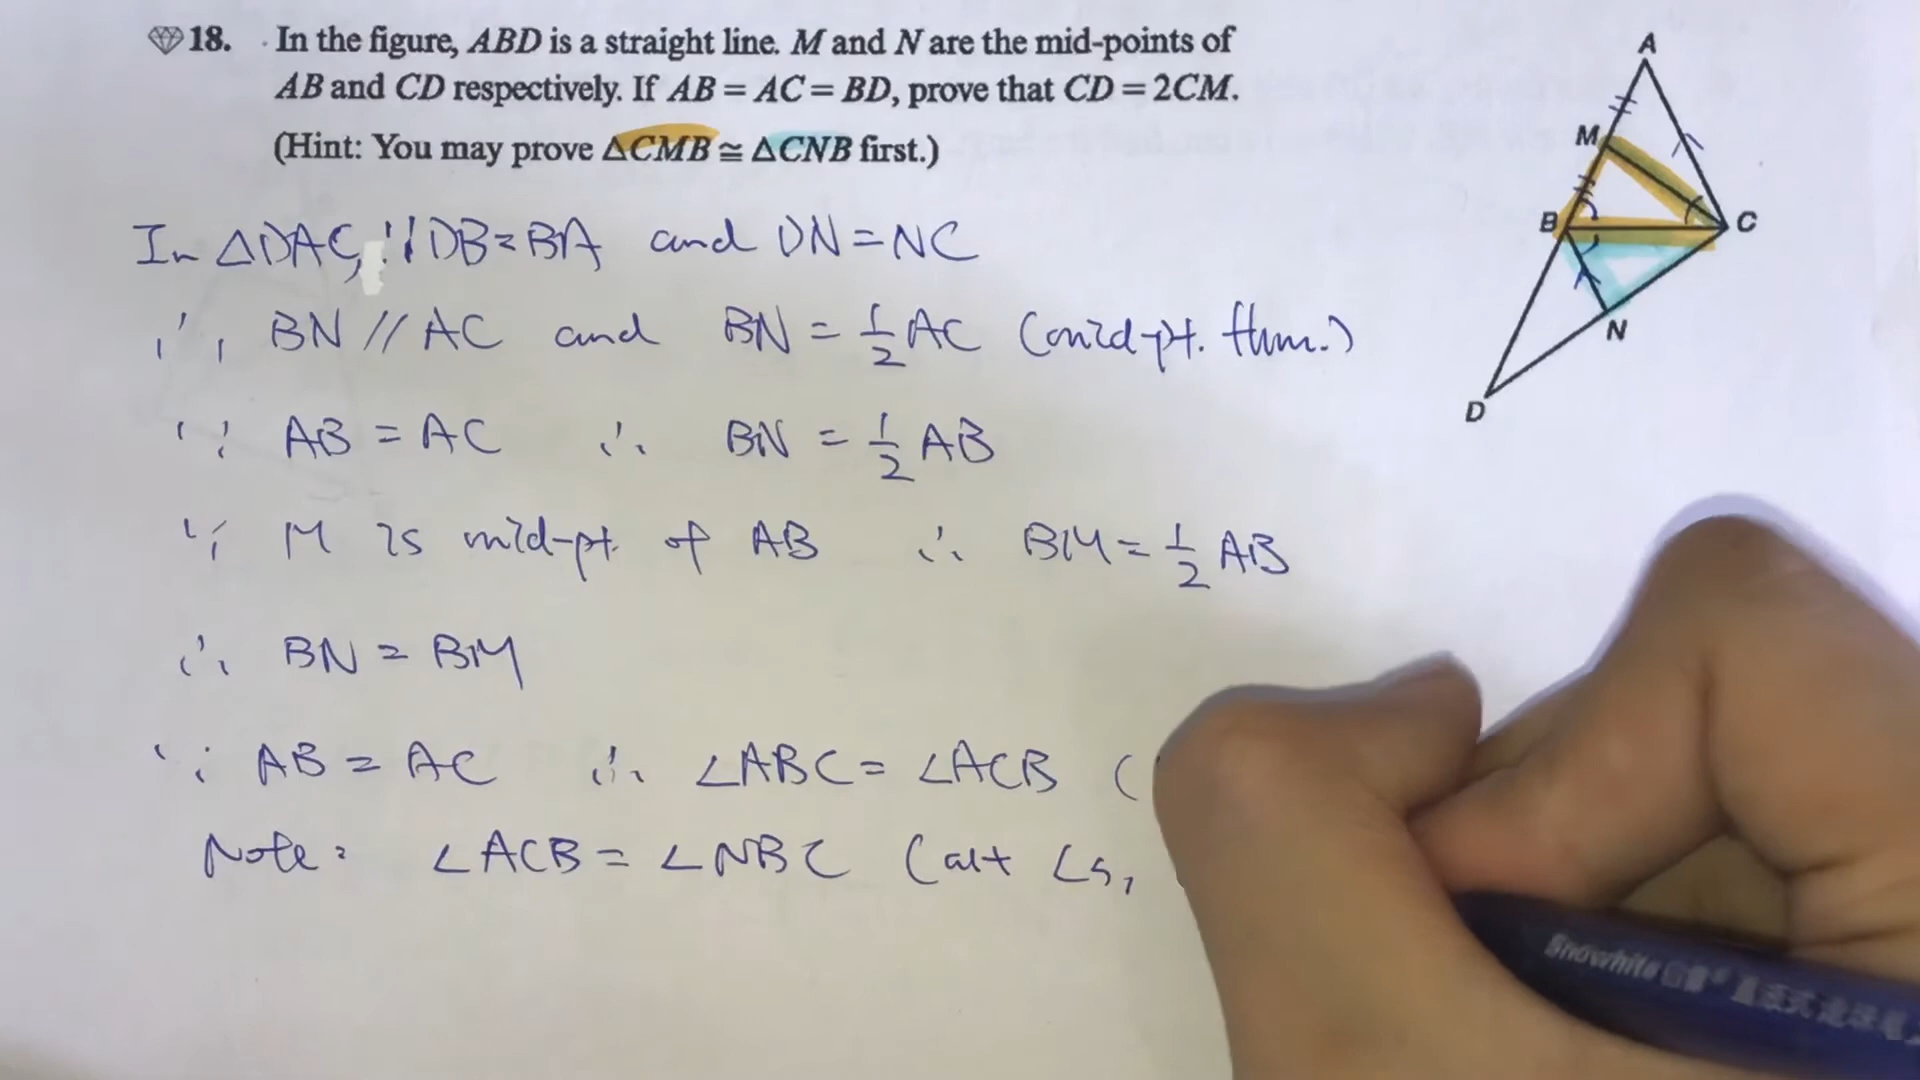 18. In the figure, ABD is a straight line. M and N are the mid-points of
AB and CD respectively. If AB = AC = BD, prove that CD = 2CM.
(Hint: You may prove △CMB ≅ △CNB first.)
A
M
B
C
N
D
In △DAC, ∵ DB = BA and DN = NC
∴ BN // AC and BN = 1/2 AC (mid-pt. thm.)
∵ AB = AC ∴ BN = 1/2 AB
∵ M is mid-pt. of AB ∴ BM = 1/2 AB
∴ BN = BM
∵ AB = AC ∴ ∠ABC = ∠ACB (
Note: ∠ACB = ∠NBC (alt ∠s,
Snowhite